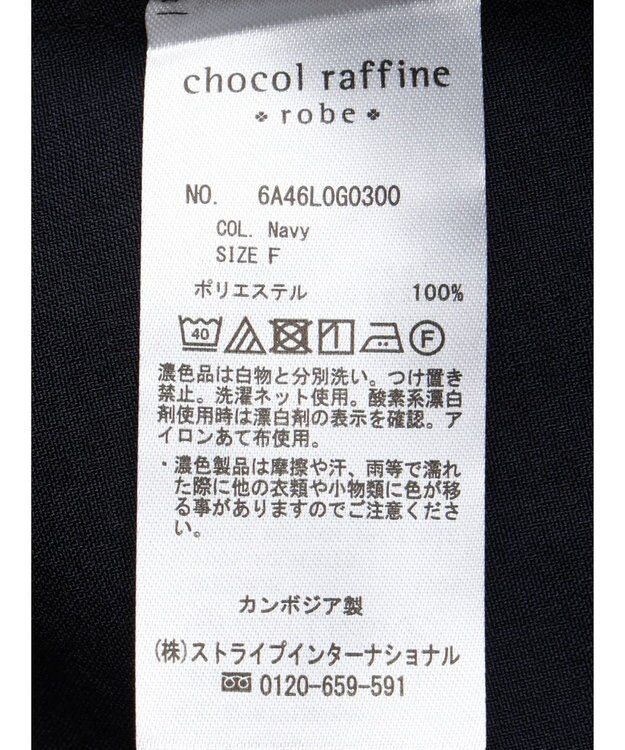 chocol raffine
robe
NO. 6A46L0G0300
COL. Navy
SIZE F
ポリエステル 100%
40 F
濃色品は白物と分別洗い。つけ置き
禁止。洗濯ネット使用。酸素系漂白
剤使用時は漂白剤の表示を確認。ア
イロンあて布使用。
・濃色製品は摩擦や汗、雨等で濡れ
た際に他の衣類や小物類に色が移
る事がありますのでご注意くださ
い。
カンボジア製
(株)ストライプインターナショナル
0120-659-591